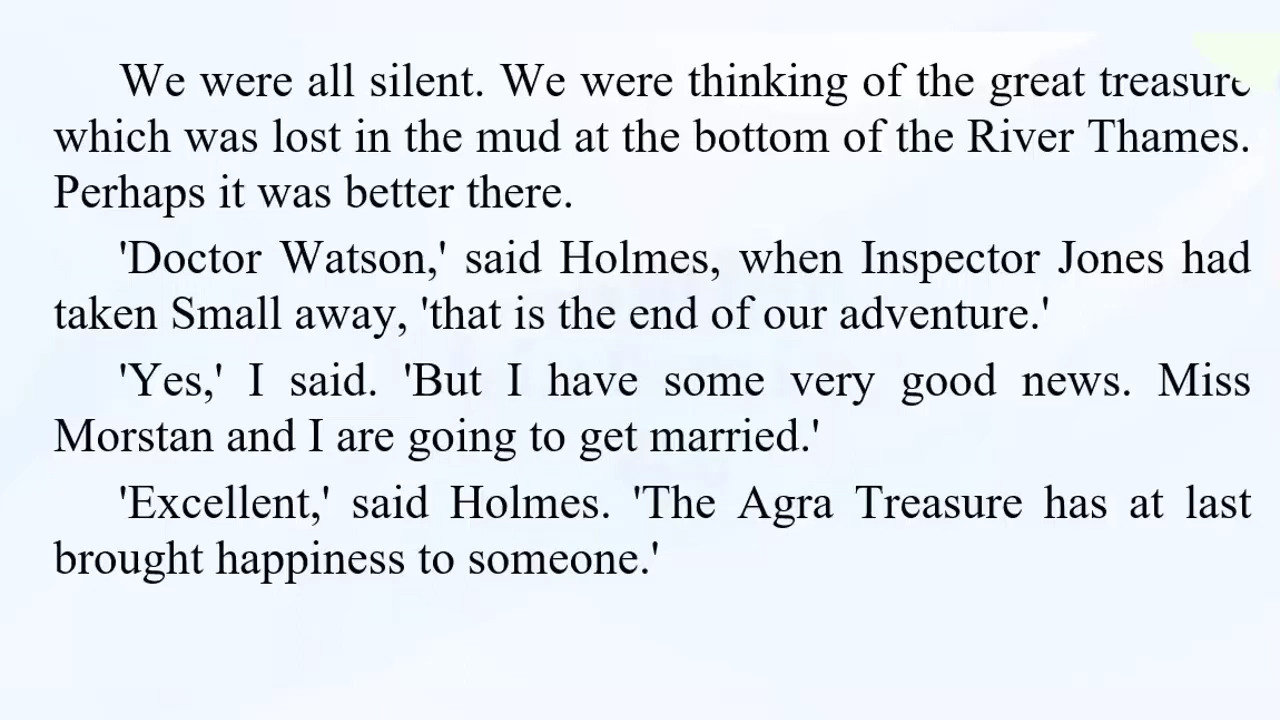 We were all silent. We were thinking of the great treasure
which was lost in the mud at the bottom of the River Thames.
Perhaps it was better there.
'Doctor Watson,' said Holmes, when Inspector Jones had
taken Small away, 'that is the end of our adventure.'
'Yes,' I said. 'But I have some very good news. Miss
Morstan and I are going to get married.'
'Excellent,' said Holmes. 'The Agra Treasure has at last
brought happiness to someone.'